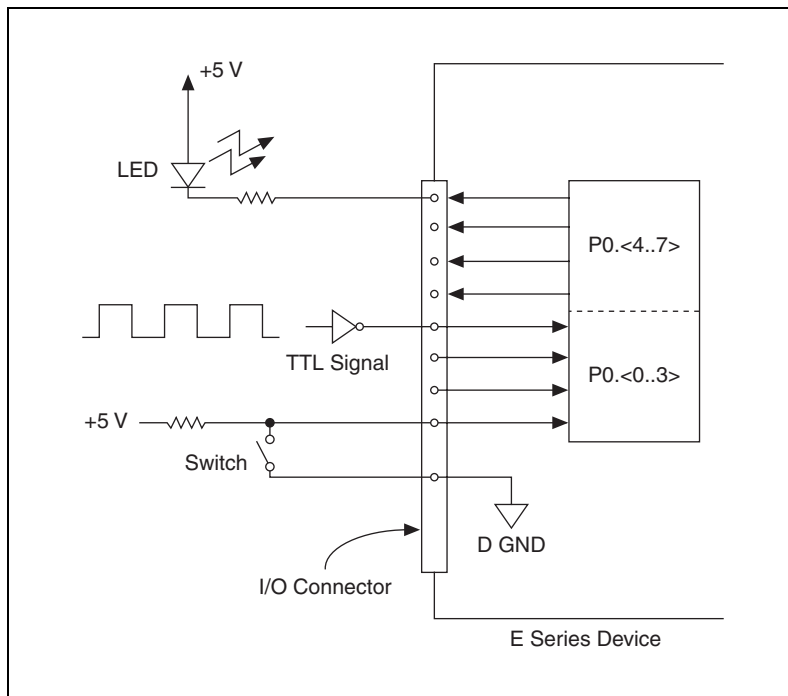 +5 V
LED
P0.<4..7>
TTL Signal
P0.<0..3>
+5 V
Switch
D GND
I/O Connector
E Series Device